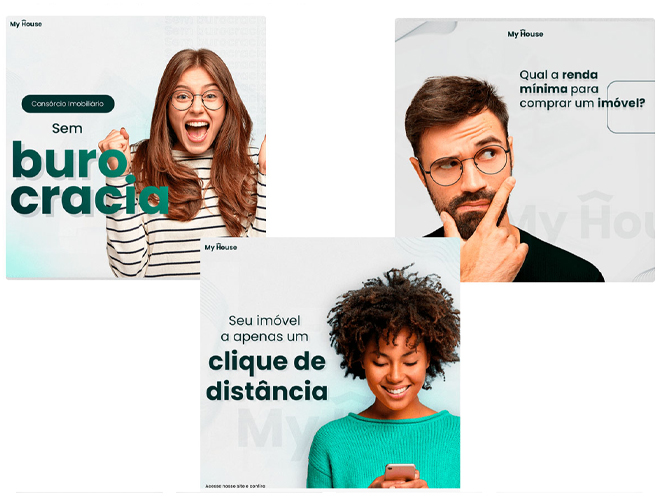 My House
Consórcio Imobiliário
Sem
buro
cracia
My House
Qual a renda
mínima para
comprar um imóvel?
My Hou
My House
Seu imóvel
a apenas um
clique de
distância
My H
Acesse nosso site e confira